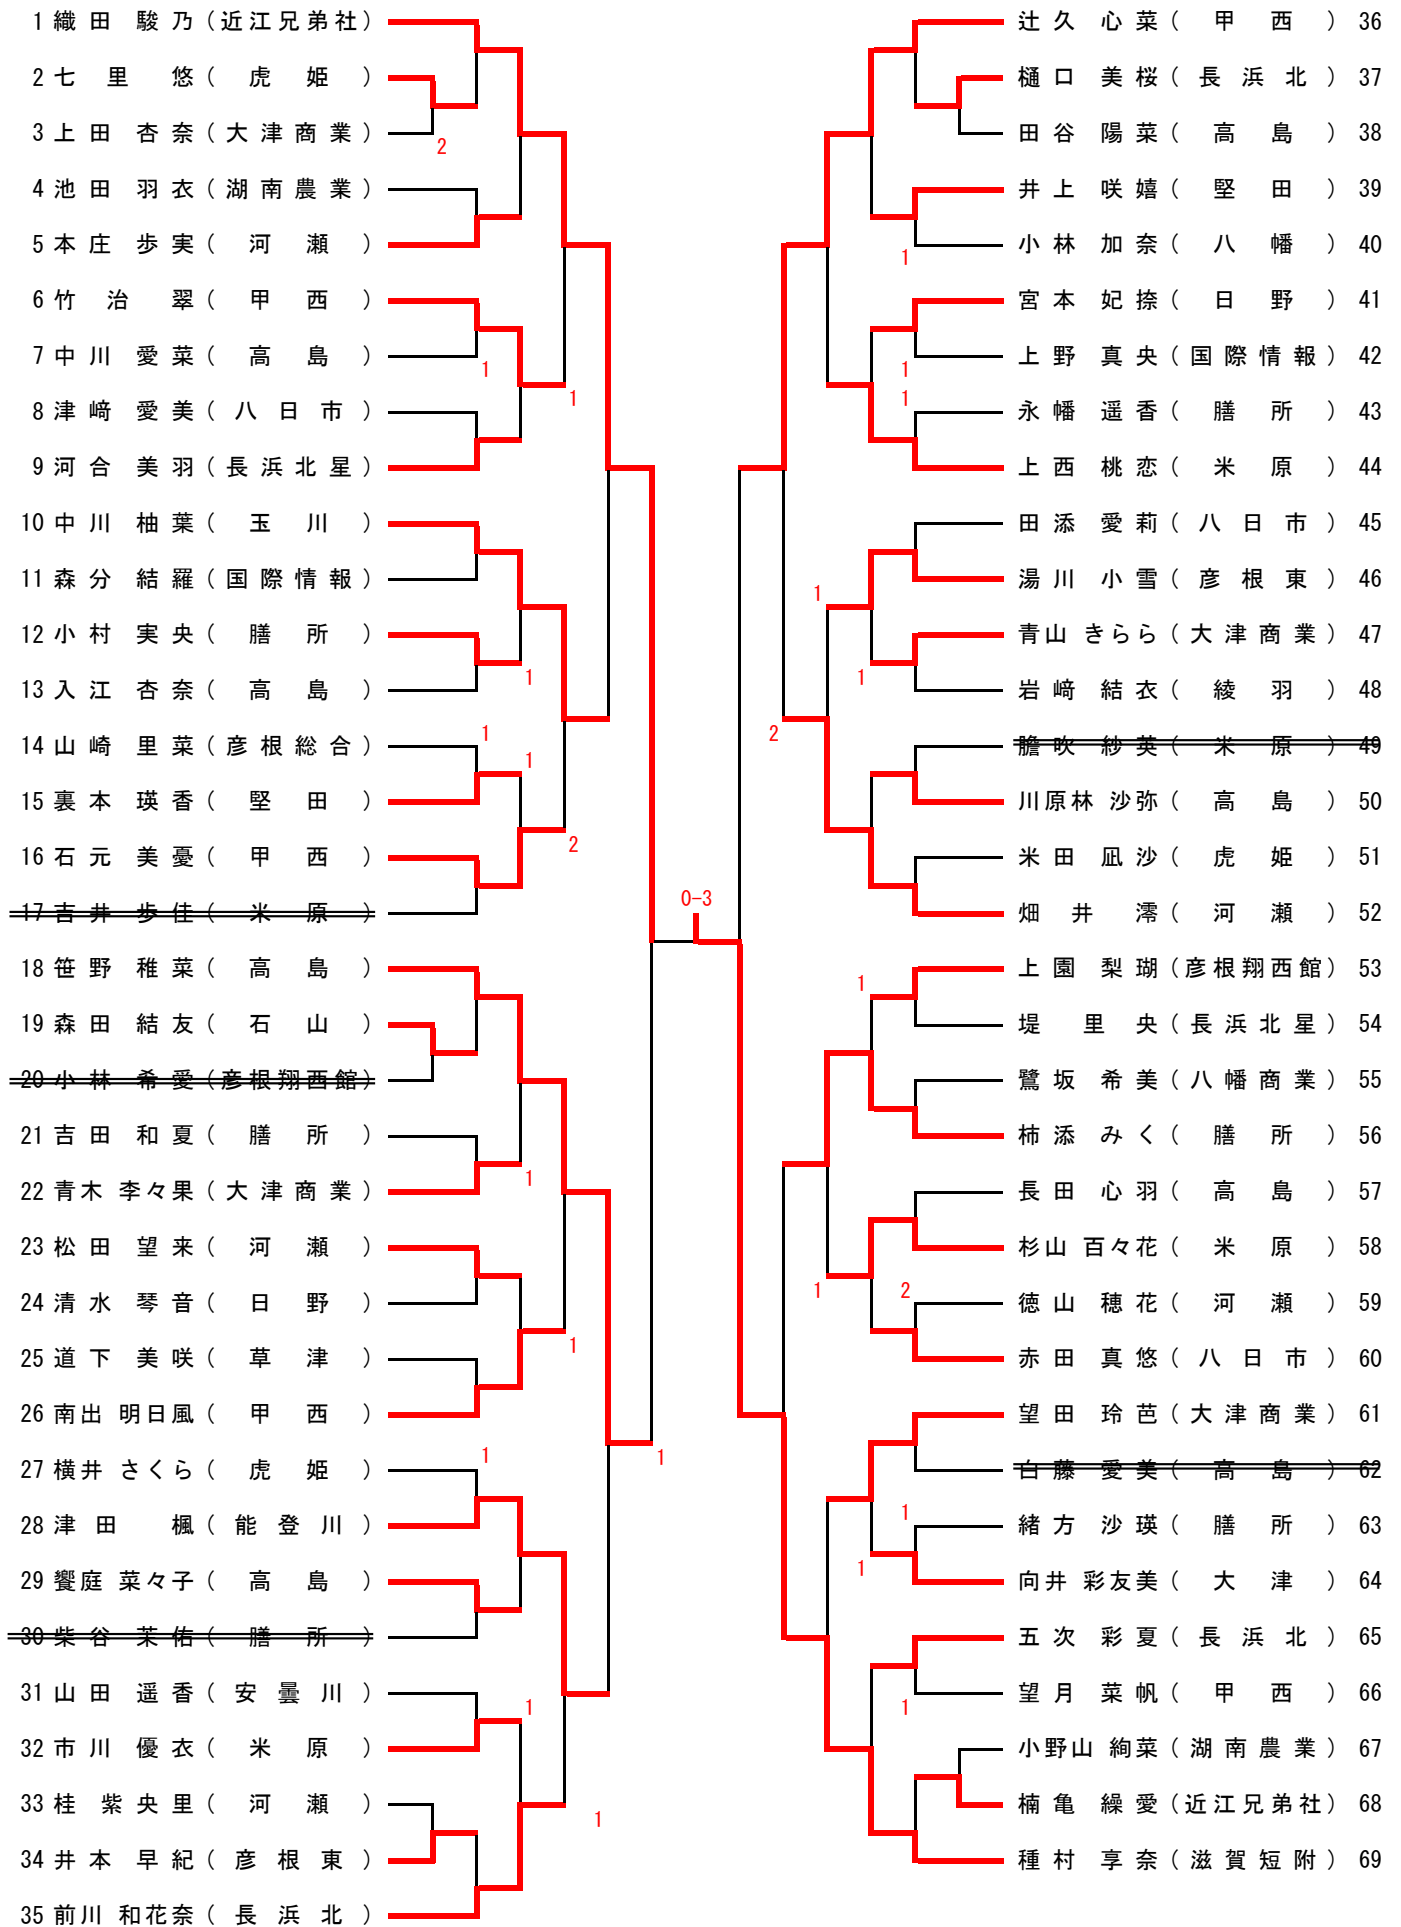 1 織田 駿乃 (近江兄弟社)
2 七里 悠 (虎姫)
3 上田 杏奈 (大津商業)
2
4 池田 羽衣 (湖南農業)
5 本庄 歩実 (河瀬)
6 竹治 翠 (甲西)
7 中川 愛菜 (高島)
1
1
8 津﨑 愛美 (八日市)
9 河合 美羽 (長浜北星)
10 中川 柚葉 (玉川)
11 森分 結羅 (国際情報)
12 小村 実央 (膳所)
1
13 入江 杏奈 (高島)
1
14 山崎 里菜 (彦根総合)
1
15 裏本 瑛香 (堅田)
2
16 石元 美憂 (甲西)
17 吉井 歩佳 (米原)
18 笹野 稚菜 (高島)
19 森田 結友 (石山)
20 小林 希愛 (彦根翔西館)
21 吉田 和夏 (膳所)
1
22 青木 李々果 (大津商業)
23 松田 望来 (河瀬)
24 清水 琴音 (日野)
1
25 道下 美咲 (草津)
26 南出 明日風 (甲西)
1
1
27 横井 さくら (虎姫)
28 津田 楓 (能登川)
29 饗庭 菜々子 (高島)
30 柴谷 茉佑 (膳所)
31 山田 遥香 (安曇川)
1
32 市川 優衣 (米原)
33 桂 紫央里 (河瀬)
1
34 井本 早紀 (彦根東)
35 前川 和花奈 (長浜北)
0-3
辻久 心菜 (甲西) 36
樋口 美桜 (長浜北) 37
田谷 陽菜 (高島) 38
井上 咲嬉 (堅田) 39
小林 加奈 (八幡) 40
1
宮本 妃捺 (日野) 41
上野 真央 (国際情報) 42
1
1
永幡 遥香 (膳所) 43
上西 桃恋 (米原) 44
田添 愛莉 (八日市) 45
湯川 小雪 (彦根東) 46
1
青山 きらら (大津商業) 47
1
岩﨑 結衣 (綾羽) 48
2
膽吹 紗英 (米原) 49
川原林 沙弥 (高島) 50
米田 凪沙 (虎姫) 51
畑井 澪 (河瀬) 52
上園 梨瑚 (彦根翔西館) 53
1
堤 里央 (長浜北星) 54
鷺坂 希美 (八幡商業) 55
柿添 みく (膳所) 56
長田 心羽 (高島) 57
杉山 百々花 (米原) 58
1
2
徳山 穂花 (河瀬) 59
赤田 真悠 (八日市) 60
望田 玲芭 (大津商業) 61
白藤 愛美 (高島) 62
1
緒方 沙瑛 (膳所) 63
1
向井 彩友美 (大津) 64
五次 彩夏 (長浜北) 65
望月 菜帆 (甲西) 66
1
小野山 絢菜 (湖南農業) 67
楠亀 繰愛 (近江兄弟社) 68
種村 享奈 (滋賀短附) 69